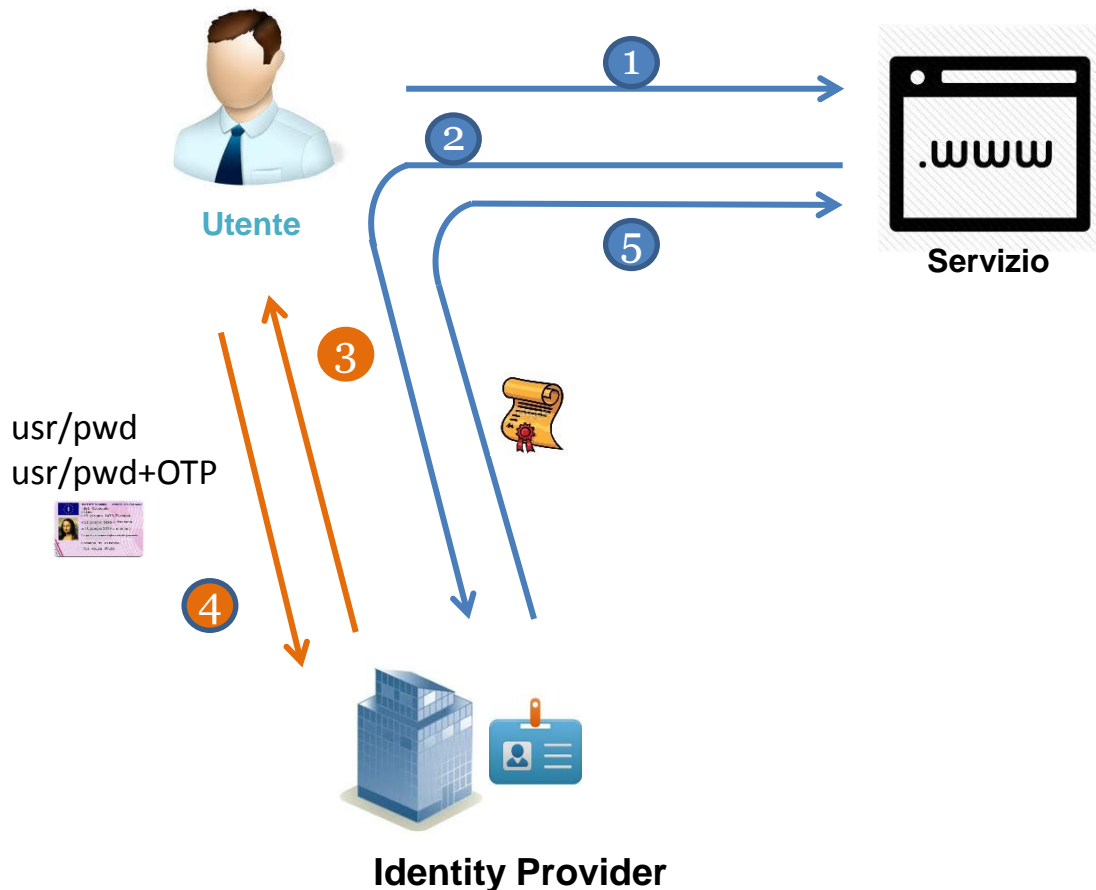 1
.www
2
Utente
5
Servizio
3
usr/pwd
usr/pwd+OTP
4
Identity Provider